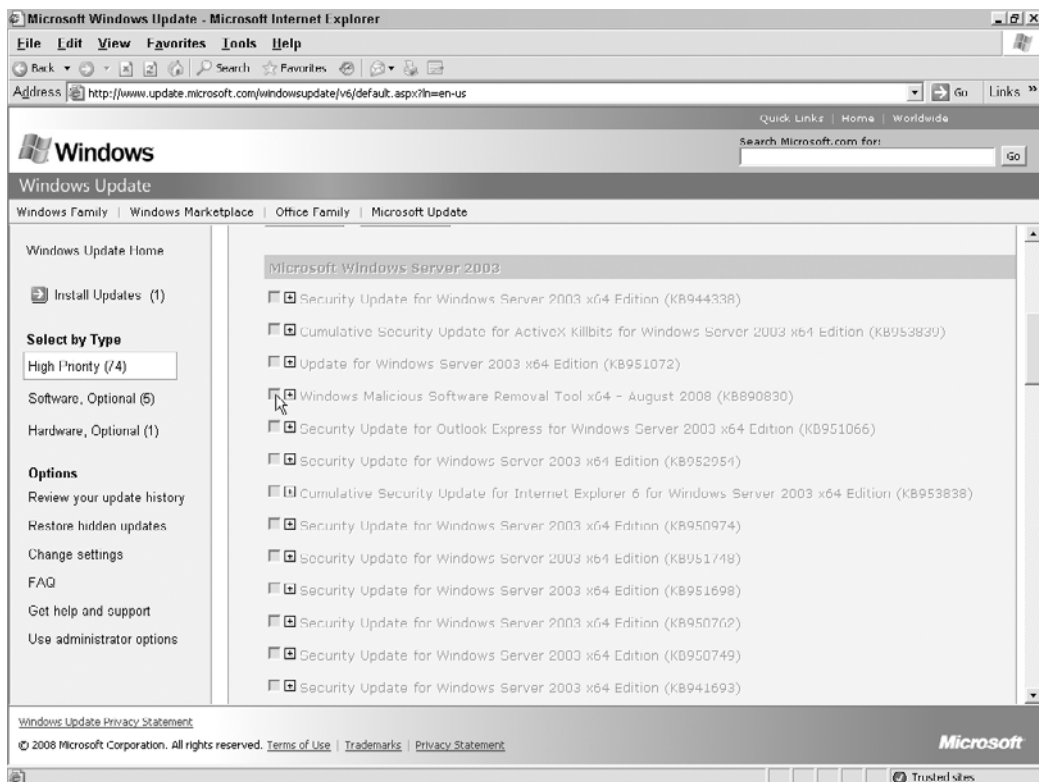 Microsoft Windows Update - Microsoft Internet Explorer
File Edit View Favorites Tools Help
Back Search Favorites
Address http://www.update.microsoft.com/windowsupdate/v6/default.aspx?ln=en-us Go Links »
Quick Links | Home | Worldwide
Windows
Search Microsoft.com for:
Go
Windows Update
Windows Family | Windows Marketplace | Office Family | Microsoft Update
Windows Update Home
Install Updates (1)
Select by Type
High Priority (74)
Software, Optional (5)
Hardware, Optional (1)
Options
Review your update history
Restore hidden updates
Change settings
FAQ
Get help and support
Use administrator options
Microsoft Windows Server 2003
Security Update for Windows Server 2003 x64 Edition (KB944338)
Cumulative Security Update for ActiveX Killbits for Windows Server 2003 x64 Edition (KB953839)
Update for Windows Server 2003 x64 Edition (KB951072)
Windows Malicious Software Removal Tool x64 - August 2008 (KB890830)
Security Update for Outlook Express for Windows Server 2003 x64 Edition (KB951066)
Security Update for Windows Server 2003 x64 Edition (KB952954)
Cumulative Security Update for Internet Explorer 6 for Windows Server 2003 x64 Edition (KB953838)
Security Update for Windows Server 2003 x64 Edition (KB950974)
Security Update for Windows Server 2003 x64 Edition (KB951748)
Security Update for Windows Server 2003 x64 Edition (KB951698)
Security Update for Windows Server 2003 x64 Edition (KB950762)
Security Update for Windows Server 2003 x64 Edition (KB950749)
Security Update for Windows Server 2003 x64 Edition (KB941693)
Windows Update Privacy Statement
© 2008 Microsoft Corporation. All rights reserved. Terms of Use | Trademarks | Privacy Statement
Microsoft
Trusted sites